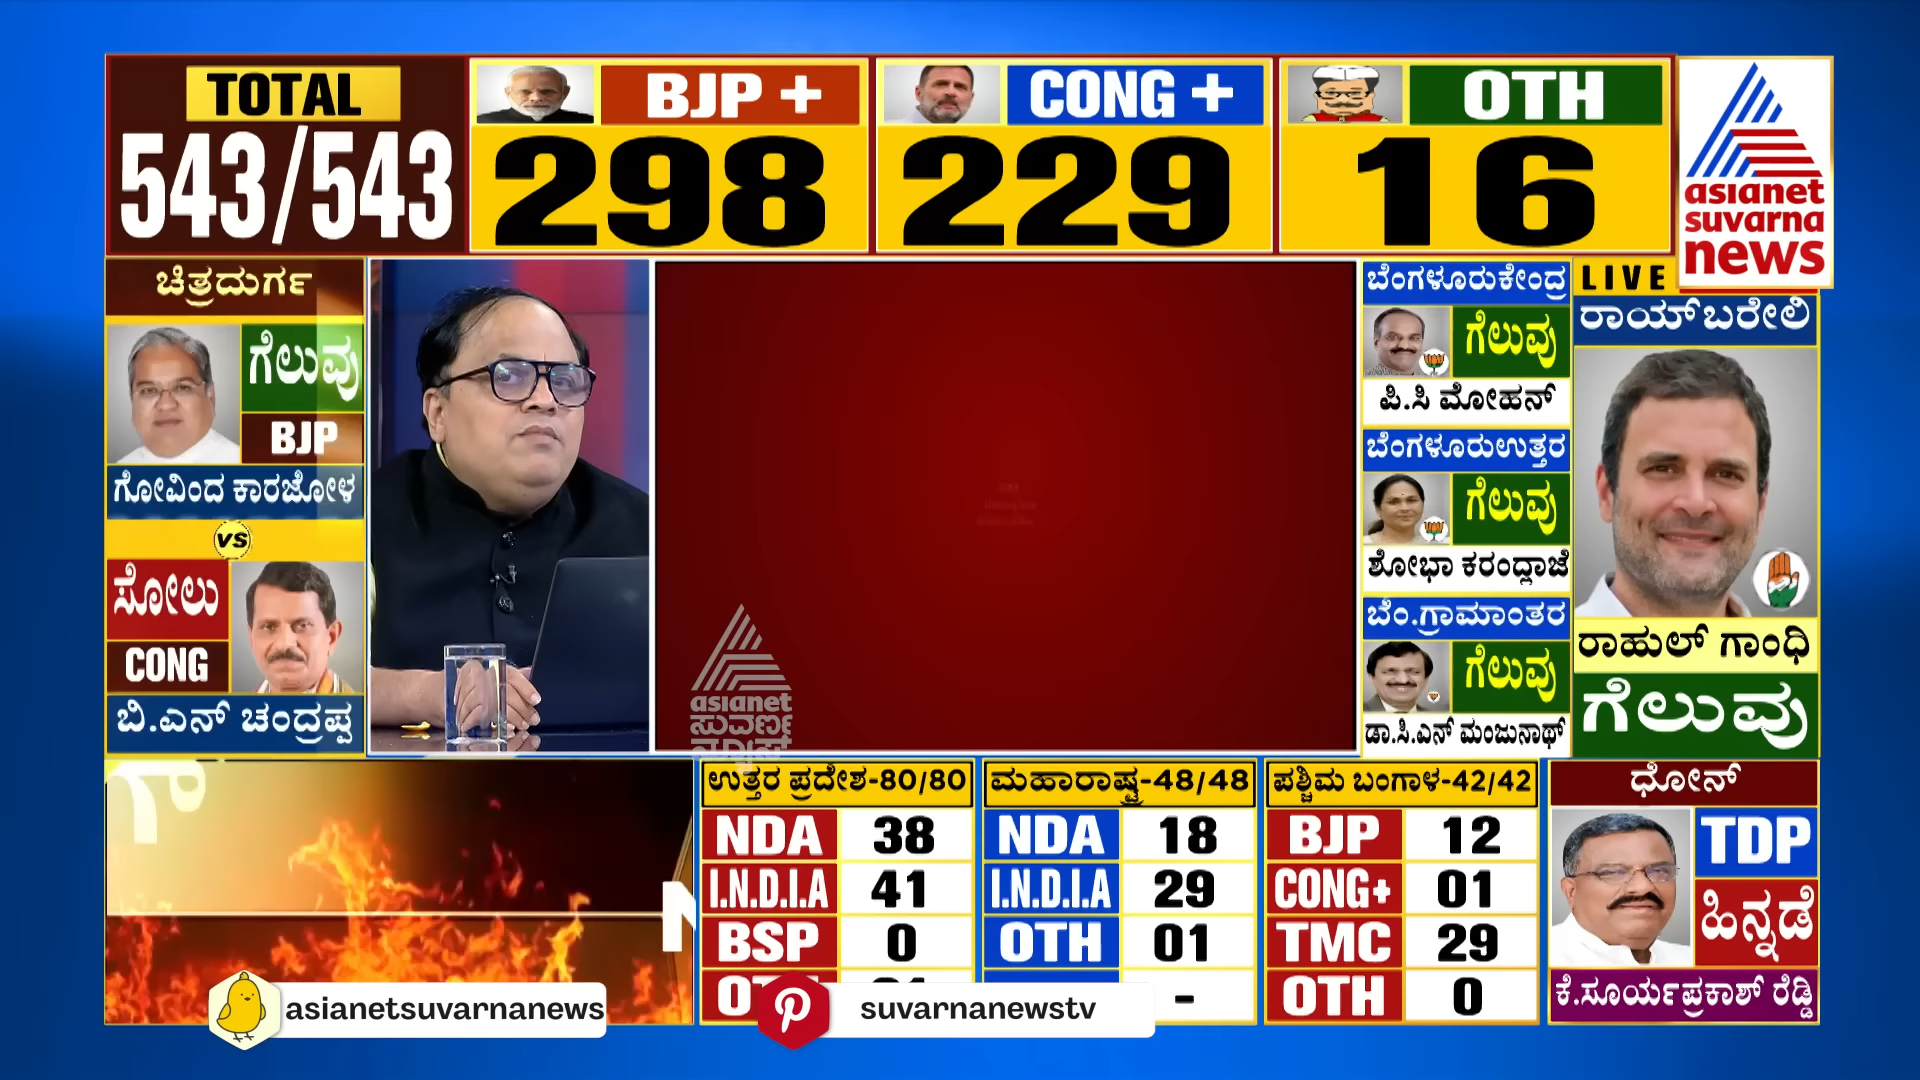 TOTAL
543/543
BJP +
298
CONG +
229
OTH
16
asianet
suvarna
news
LIVE
ಚಿತ್ರದುರ್ಗ
ಗೆಲುವು
BJP
ಗೋವಿಂದ ಕಾರಜೋಳ
VS
ಸೋಲು
CONG
ಬಿ.ಎನ್ ಚಂದ್ರಪ್ಪ
asianet
ಸುವರ್ಣ
ನ್ಯೂಸ್
ಬೆಂಗಳೂರುಕೇಂದ್ರ
ಗೆಲುವು
ಪಿ.ಸಿ ಮೋಹನ್
ಬೆಂಗಳೂರುಉತ್ತರ
ಗೆಲುವು
ಶೋಭಾ ಕರಂದ್ಲಾಜೆ
ಬೆಂ.ಗ್ರಾಮಾಂತರ
ಗೆಲುವು
ಡಾ.ಸಿ.ಎನ್ ಮಂಜುನಾಥ್
ರಾಯ್‌ಬರೇಲಿ
ರಾಹುಲ್ ಗಾಂಧಿ
ಗೆಲುವು
ಉತ್ತರ ಪ್ರದೇಶ-80/80
NDA 38
I.N.D.I.A 41
BSP 0
ಮಹಾರಾಷ್ಟ್ರ-48/48
NDA 18
I.N.D.I.A 29
OTH 01
-
ಪಶ್ಚಿಮ ಬಂಗಾಳ-42/42
BJP 12
CONG+ 01
TMC 29
OTH 0
ಧೋನ್
TDP
ಹಿನ್ನಡೆ
ಕೆ.ಸೂರ್ಯಪ್ರಕಾಶ್ ರೆಡ್ಡಿ
asianetsuvarnanews
suvarnanewstv